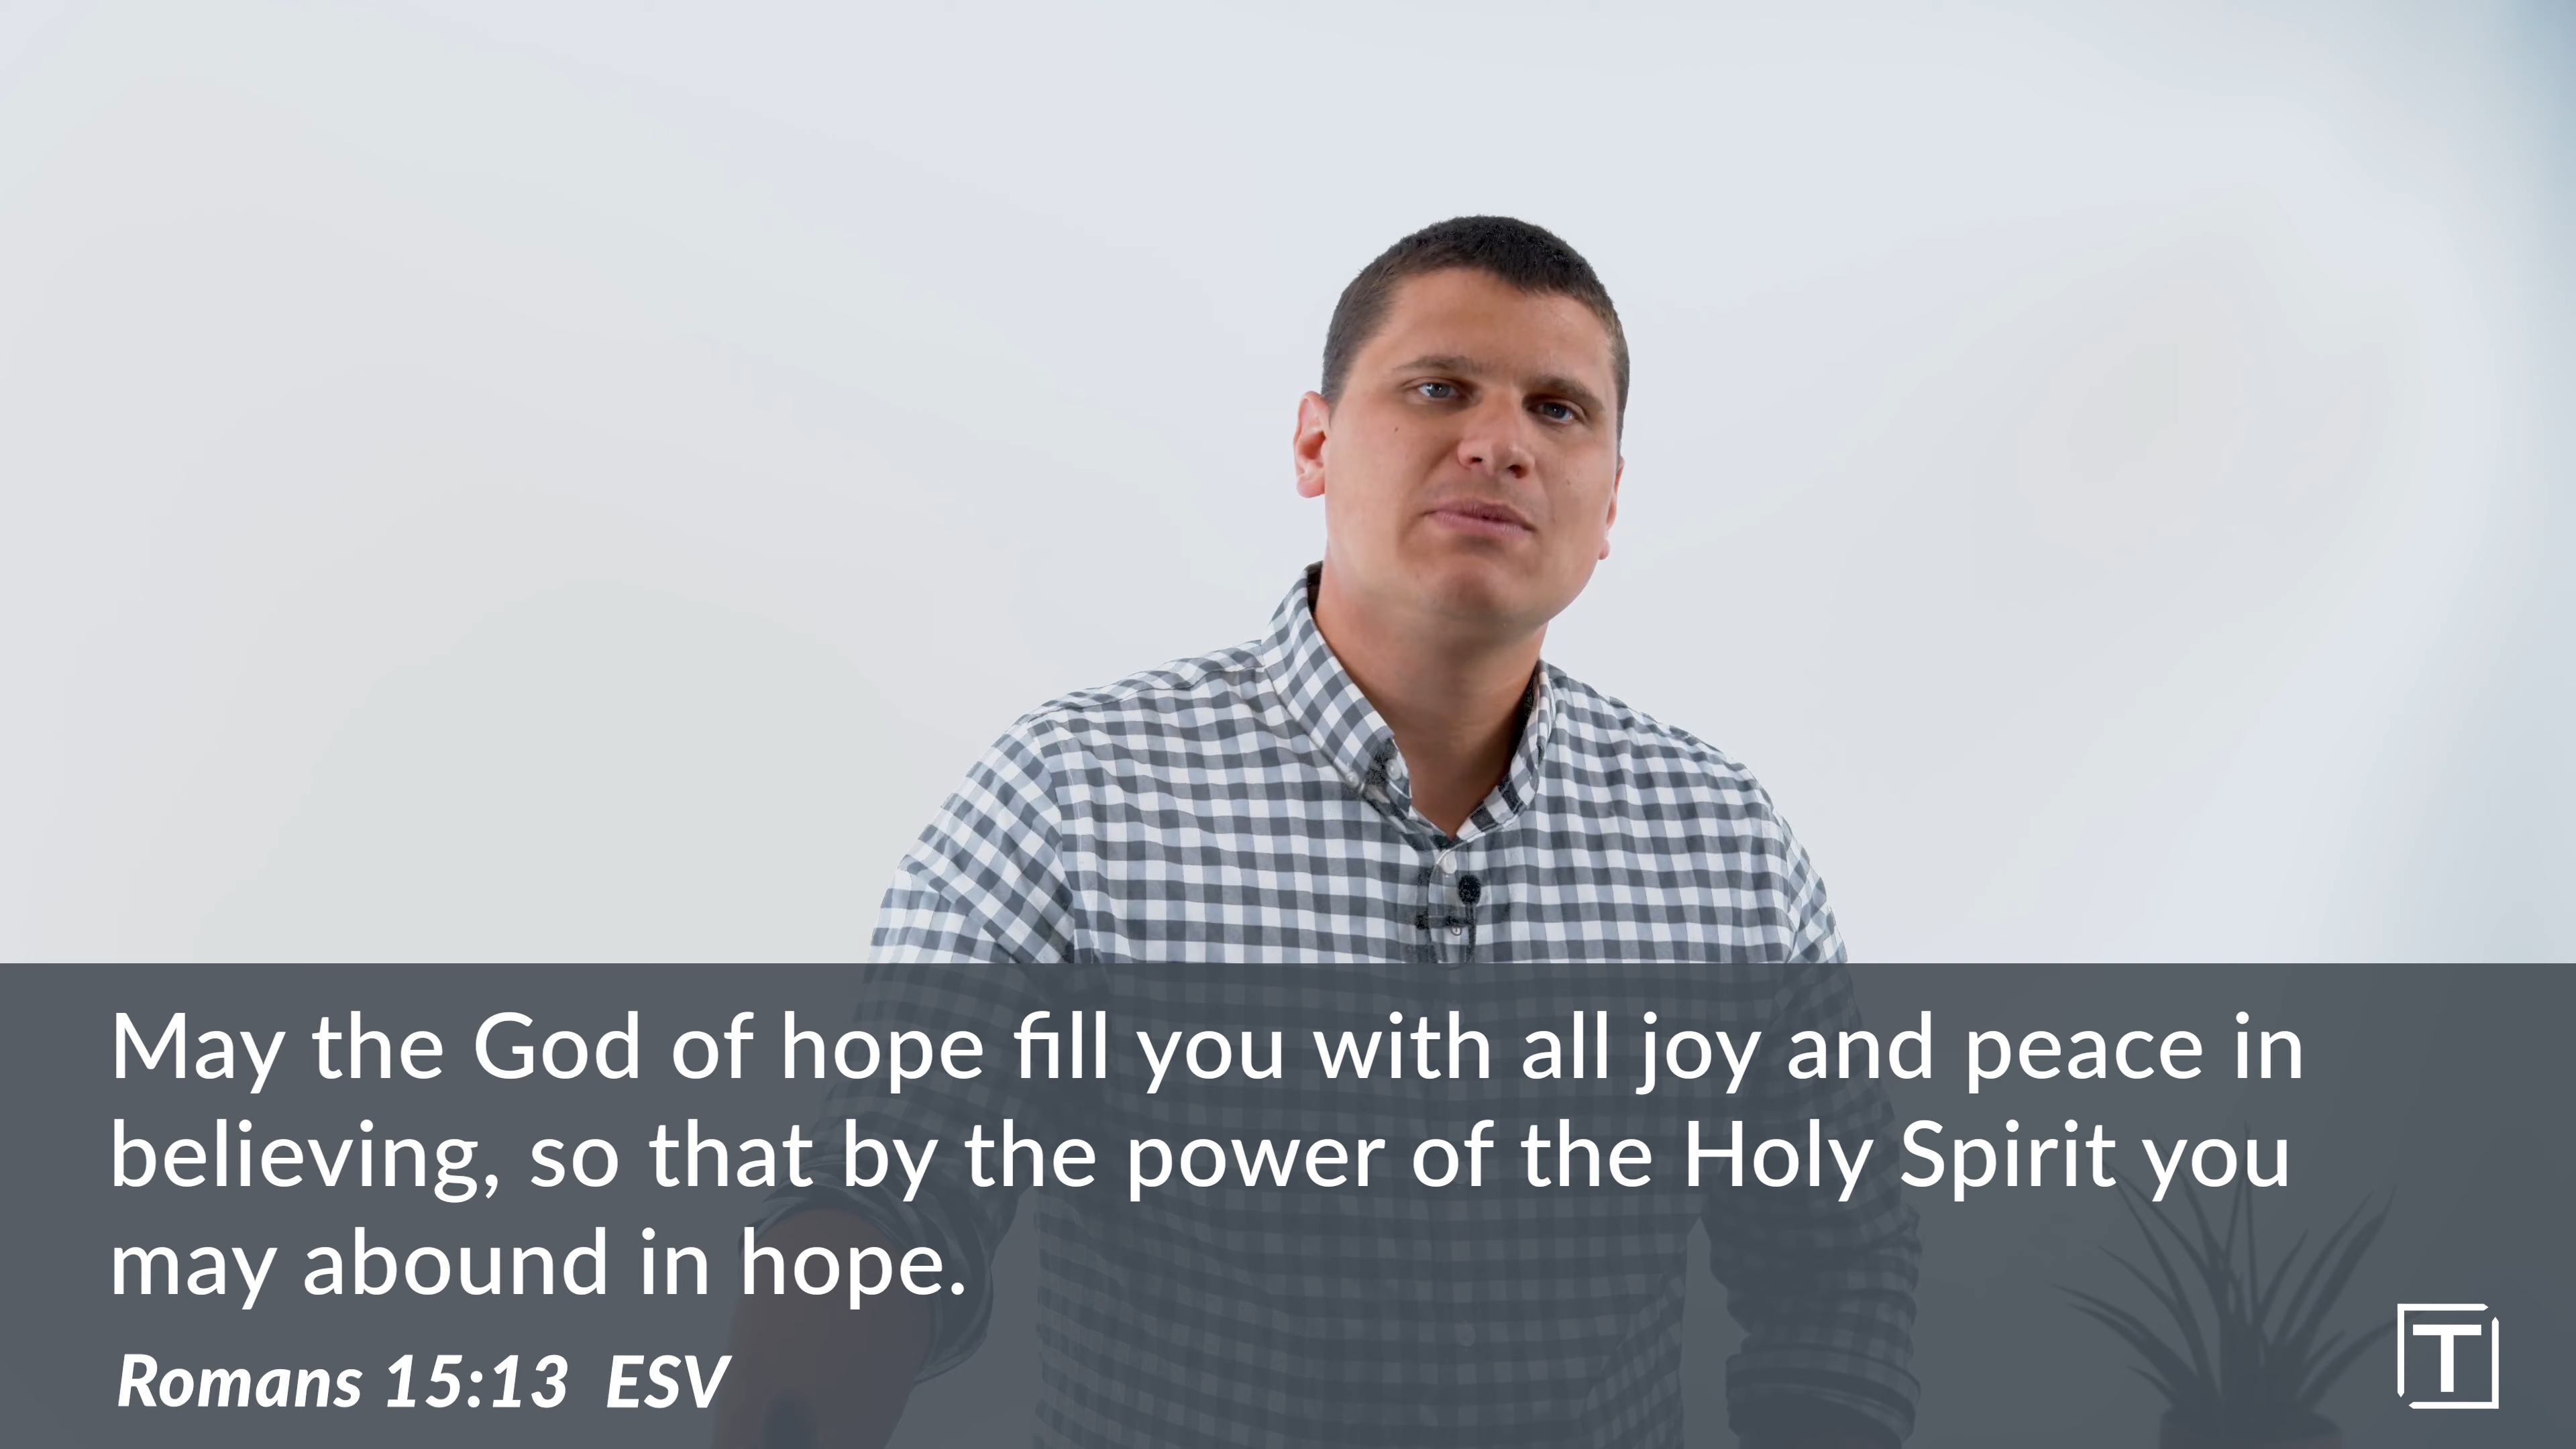 May the God of hope fill you with all joy and peace in
believing, so that by the power of the Holy Spirit you
may abound in hope.
Romans 15:13 ESV
T